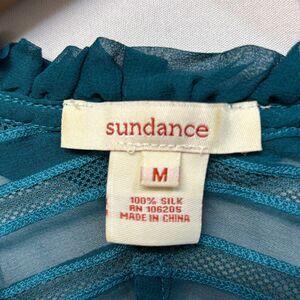 sundance
M
100% SILK
RN 106205
MADE IN CHINA